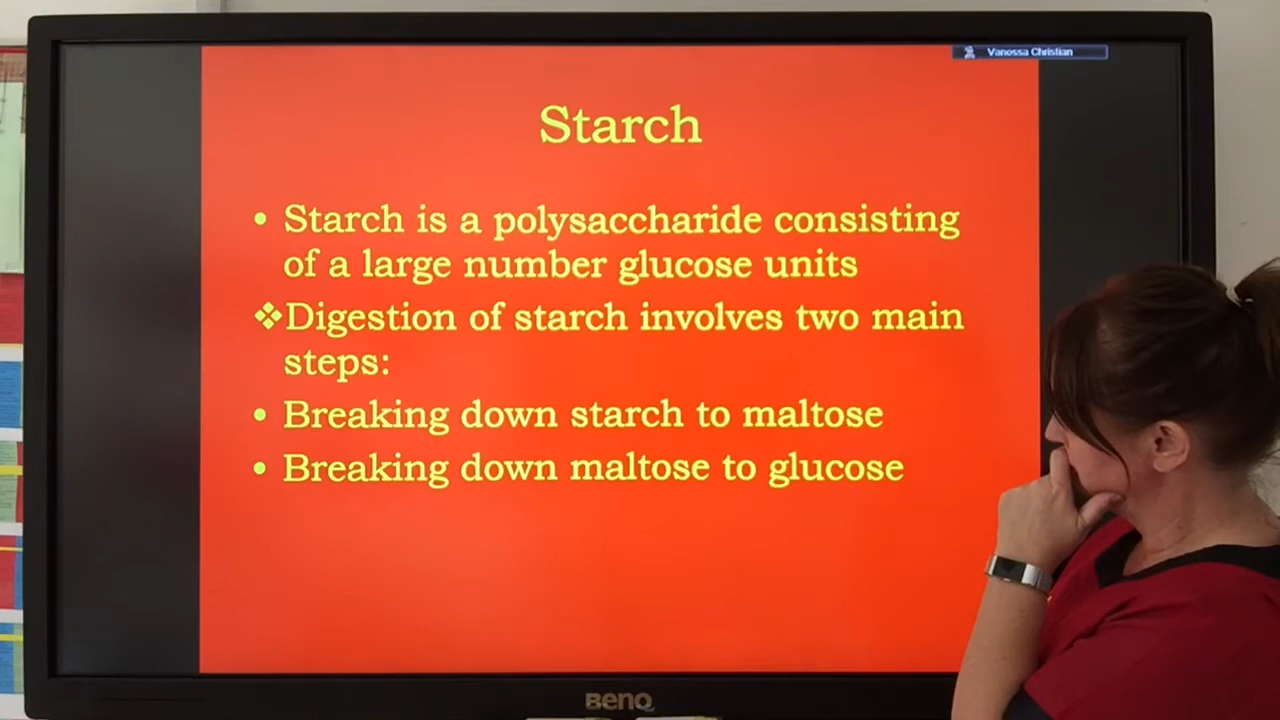 Vanossa Christian
Starch
• Starch is a polysaccharide consisting
of a large number glucose units
❖Digestion of starch involves two main
steps:
• Breaking down starch to maltose
• Breaking down maltose to glucose
BenQ